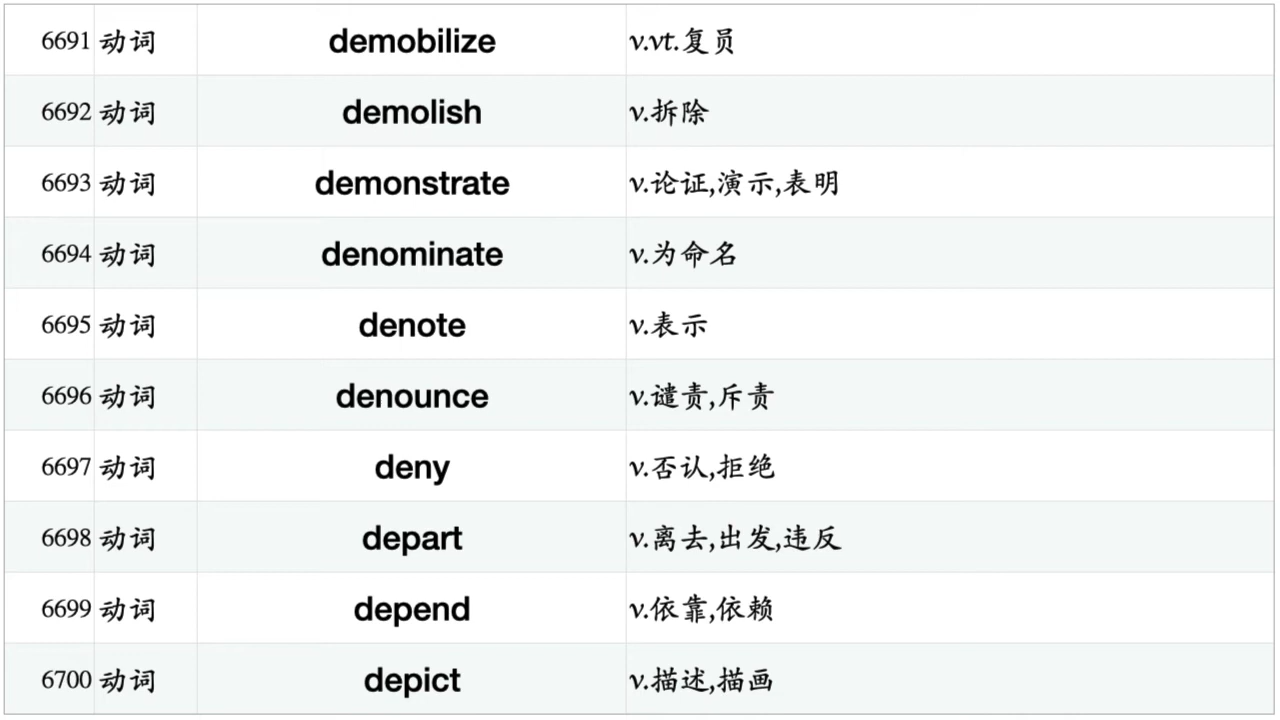 6691 动词 demobilize v.vt.复员
6692 动词 demolish v.拆除
6693 动词 demonstrate v.论证,演示,表明
6694 动词 denominate v.为命名
6695 动词 denote v.表示
6696 动词 denounce v.谴责,斥责
6697 动词 deny v.否认,拒绝
6698 动词 depart v.离去,出发,违反
6699 动词 depend v.依靠,依赖
6700 动词 depict v.描述,描画